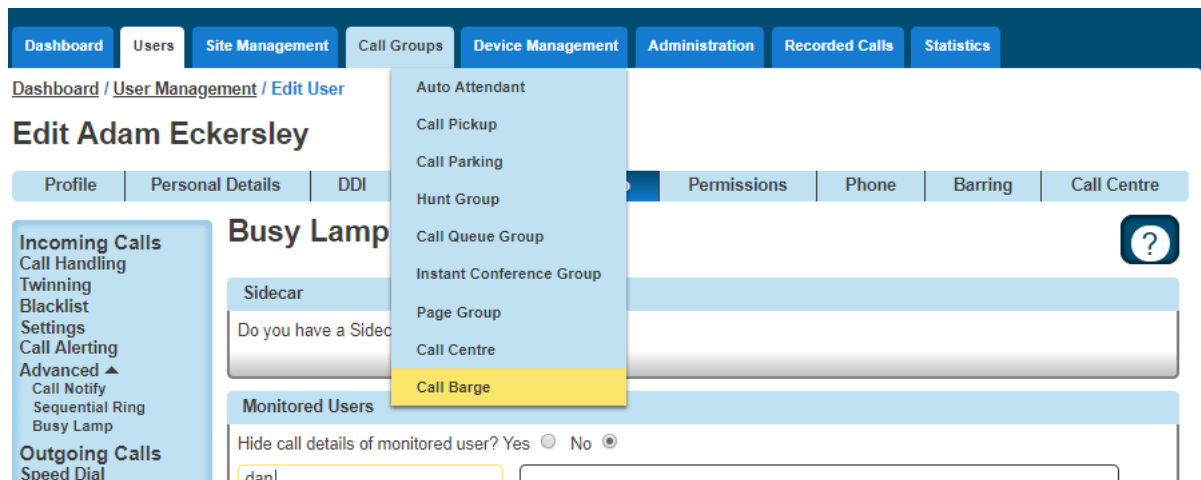 Dashboard Users Site Management Call Groups Device Management Administration Recorded Calls Statistics
Dashboard / User Management / Edit User
Edit Adam Eckersley
Profile Personal Details DDI Permissions Phone Barring Call Centre
Auto Attendant
Call Pickup
Call Parking
Hunt Group
Call Queue Group
Instant Conference Group
Page Group
Call Centre
Call Barge
Incoming Calls
Call Handling
Twinning
Blacklist
Settings
Call Alerting
Advanced
Call Notify
Sequential Ring
Busy Lamp
Outgoing Calls
Speed Dial
Busy Lamp
?
Sidecar
Do you have a Sidec
Monitored Users
Hide call details of monitored user? Yes No
dan